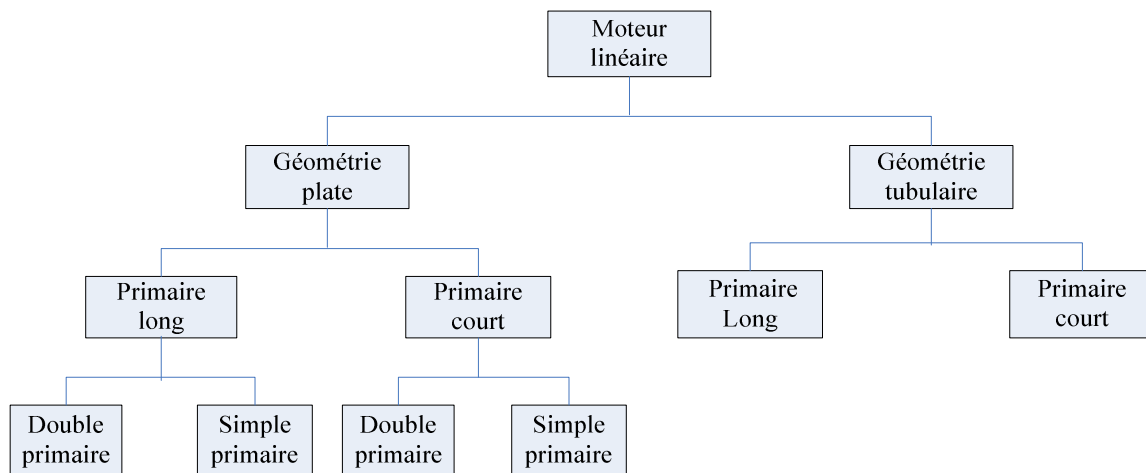 Moteur
linéaire
Géométrie
plate
Géométrie
tubulaire
Primaire
long
Primaire
court
Primaire
Long
Primaire
court
Double
primaire
Simple
primaire
Double
primaire
Simple
primaire